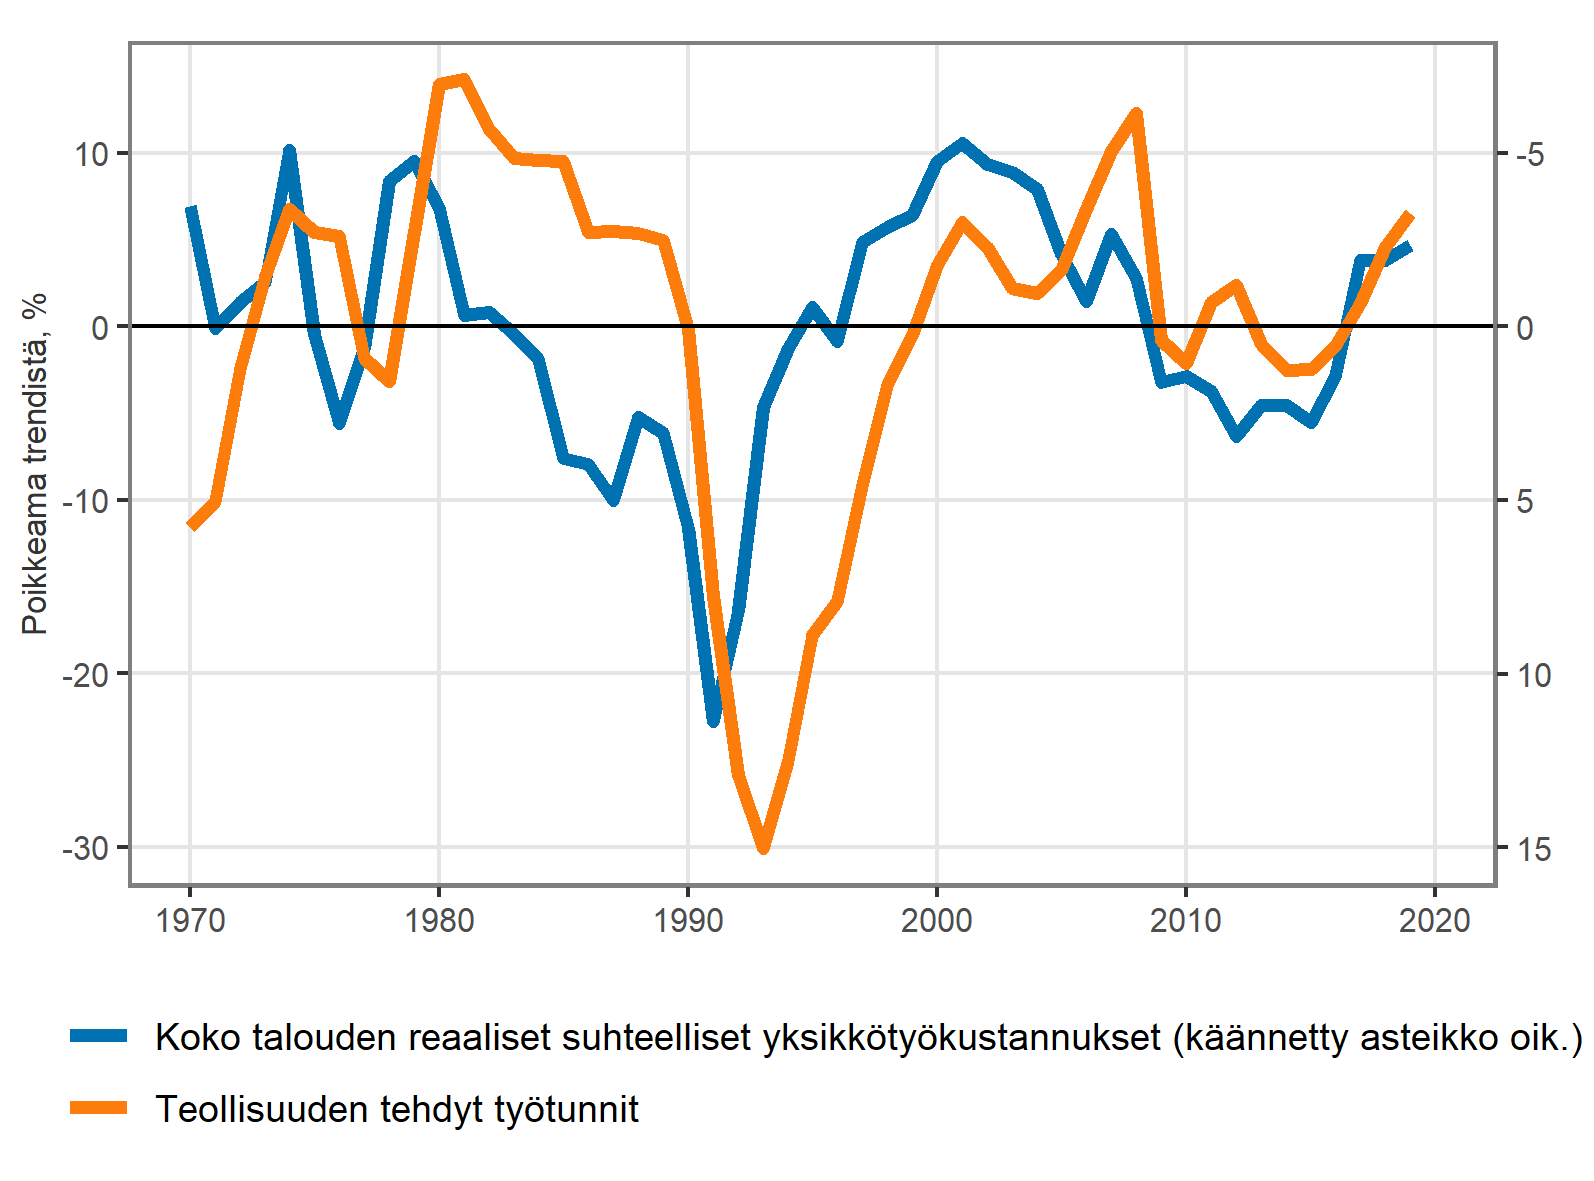 Poikkeama trendistä, %
10
0
-10
-20
-30
-5
0
5
10
15
1970 1980 1990 2000 2010 2020
Koko talouden reaaliset suhteelliset yksikkötyökustannukset (käännetty asteikko oik.)
Teollisuuden tehdyt työtunnit